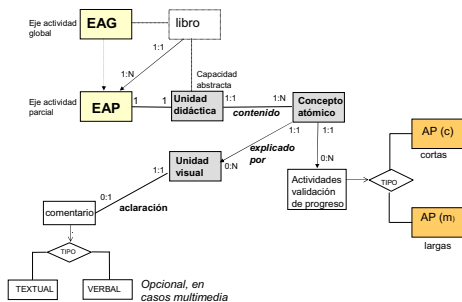 Eje actividad
global
EAG
libro
1:1
1:N
Capacidad
abstracta
Eje actividad
parcial
EAP
1
1
Unidad
didáctica
1:1
contenido
1:N
Concepto
atómico
1:1
1:1
explicado
por
0:N
0:N
Unidad
visual
1:1
aclaración
0:1
comentario
TIPO
TEXTUAL
VERBAL
Opcional, en
casos multimedia
Actividades
validación
de progreso
TIPO
AP (c)
cortas
AP (m)
largas